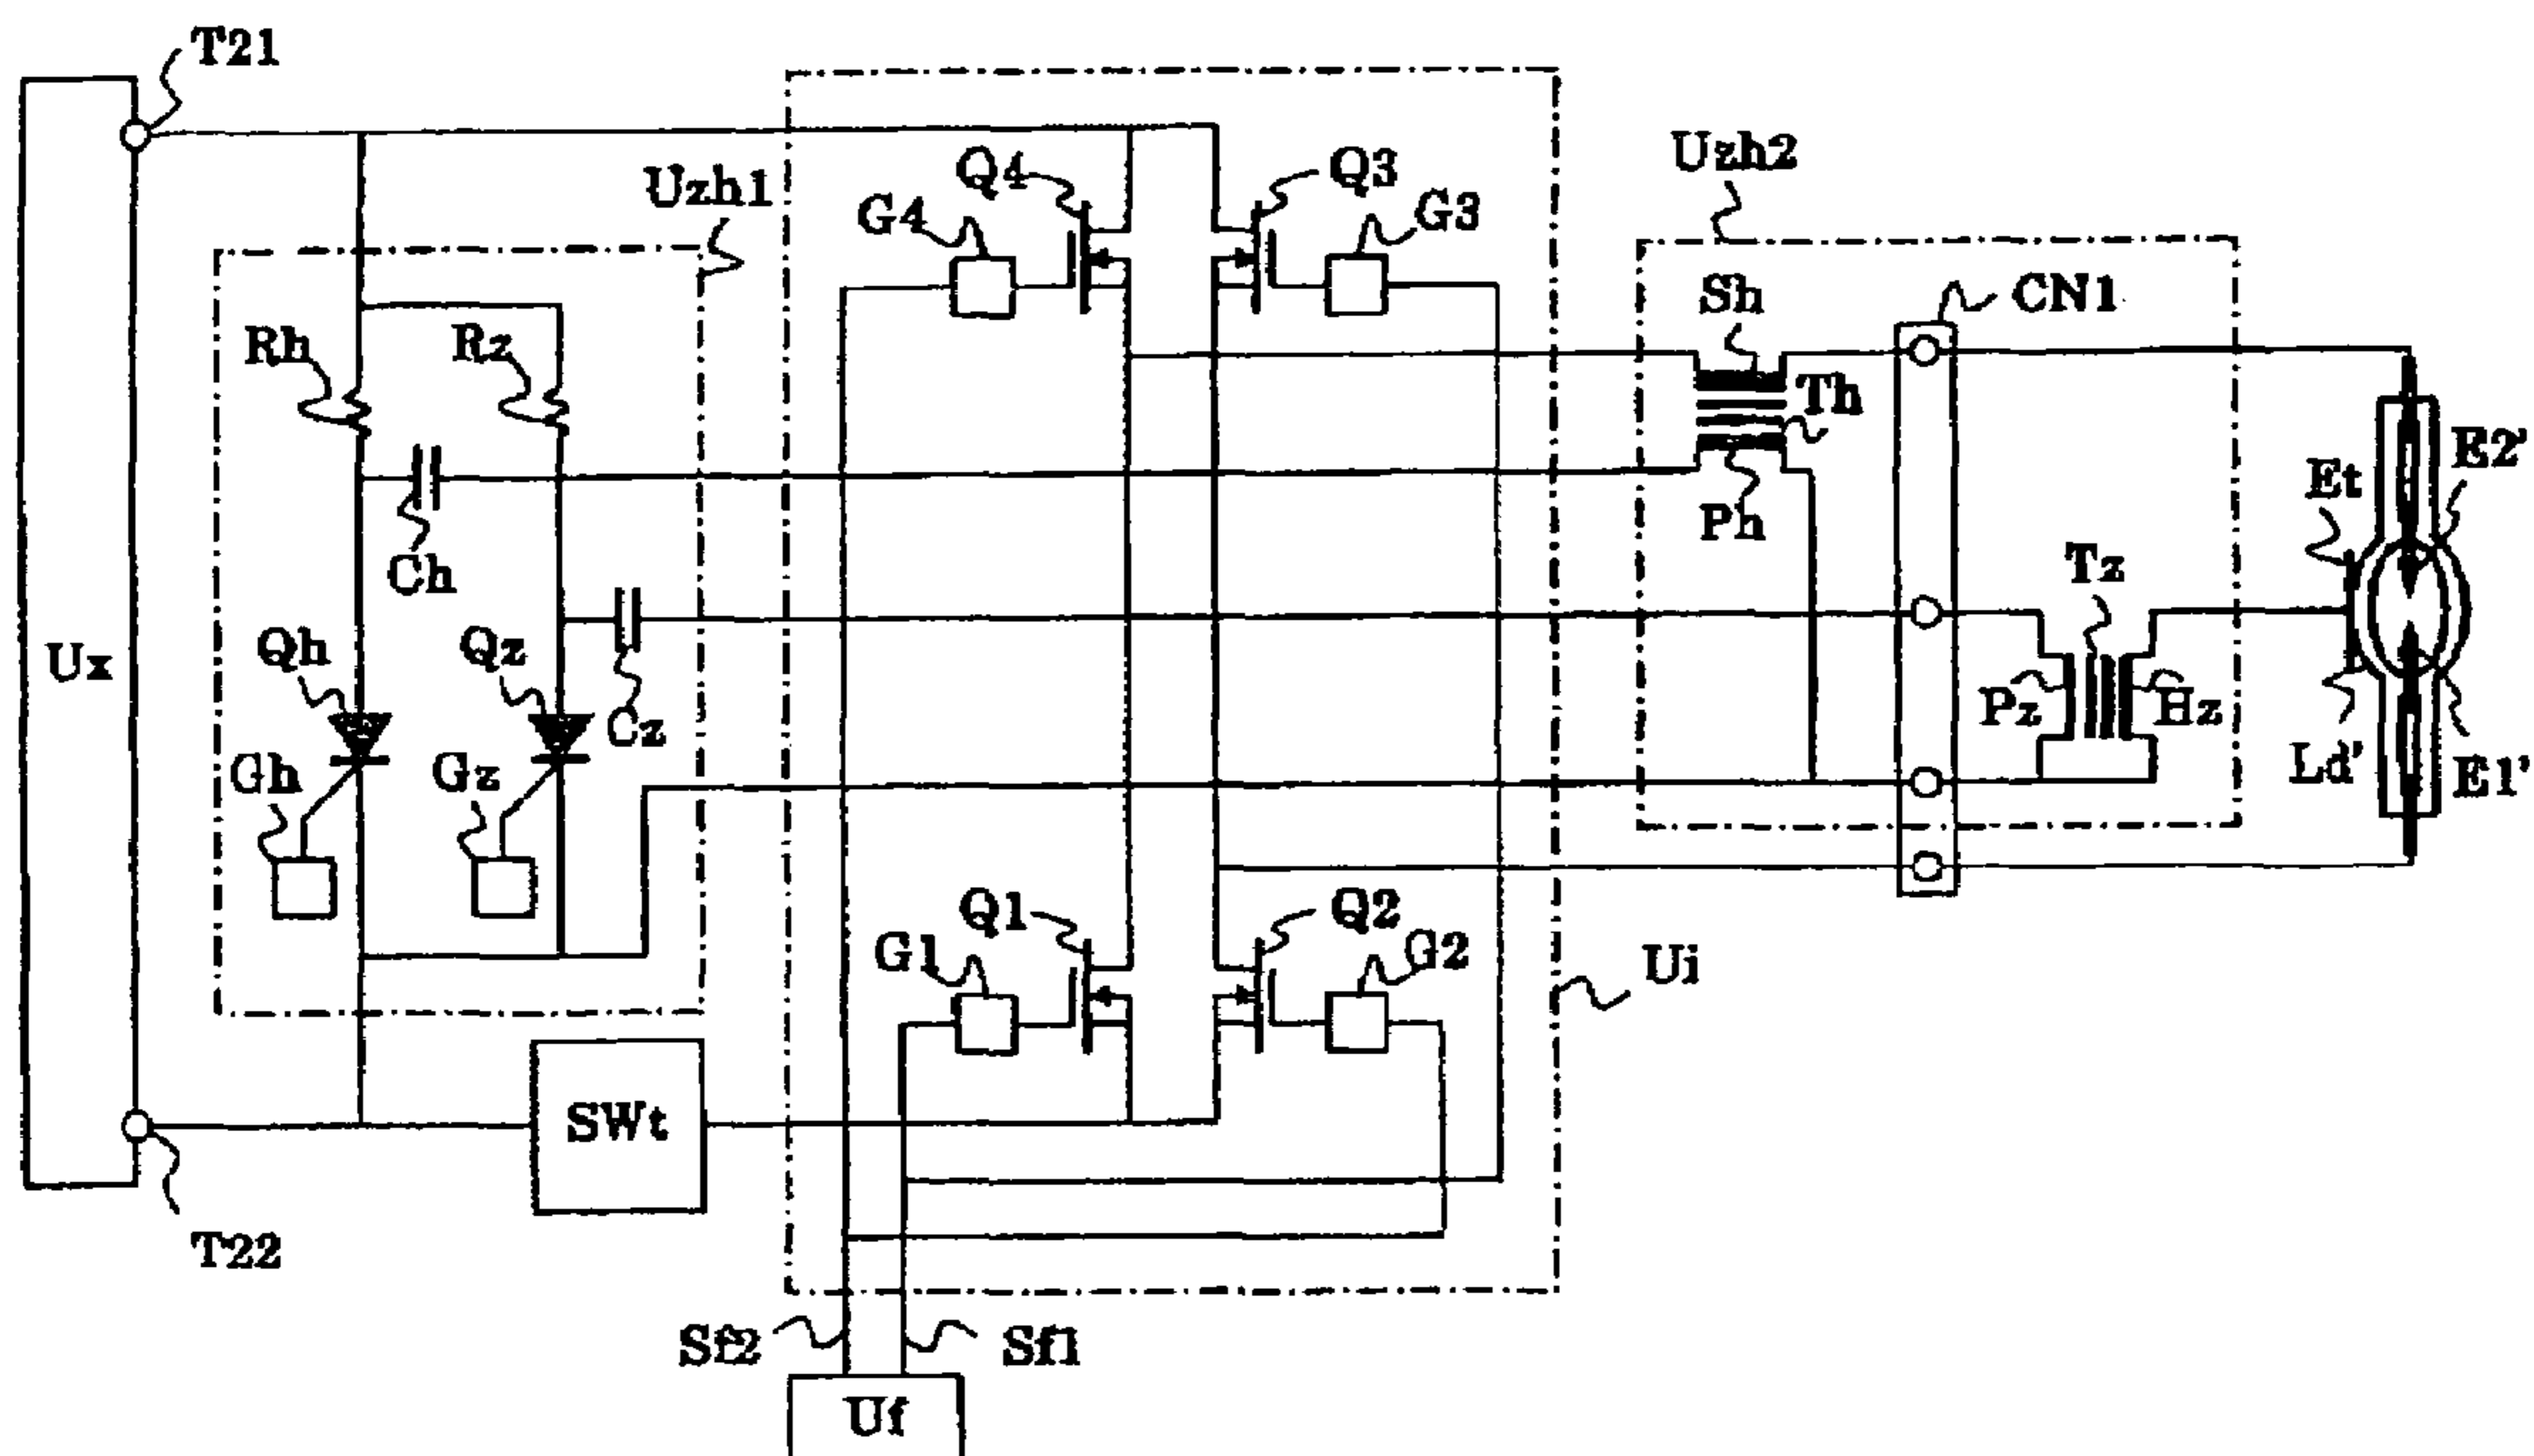 T21
Uzh1
Q4
Q3
G4
G3
Uzh2
Sh
CN1
Rh
Rz
Th
E2'
Et
Ph
Ch
Tz
Ux
Qh
Qz
Cz
Pz
Hz
Gh
Gz
Ld'
E1'
Q1
Q2
G1
G2
Ui
SWt
T22
Sf2
Sf1
Uf